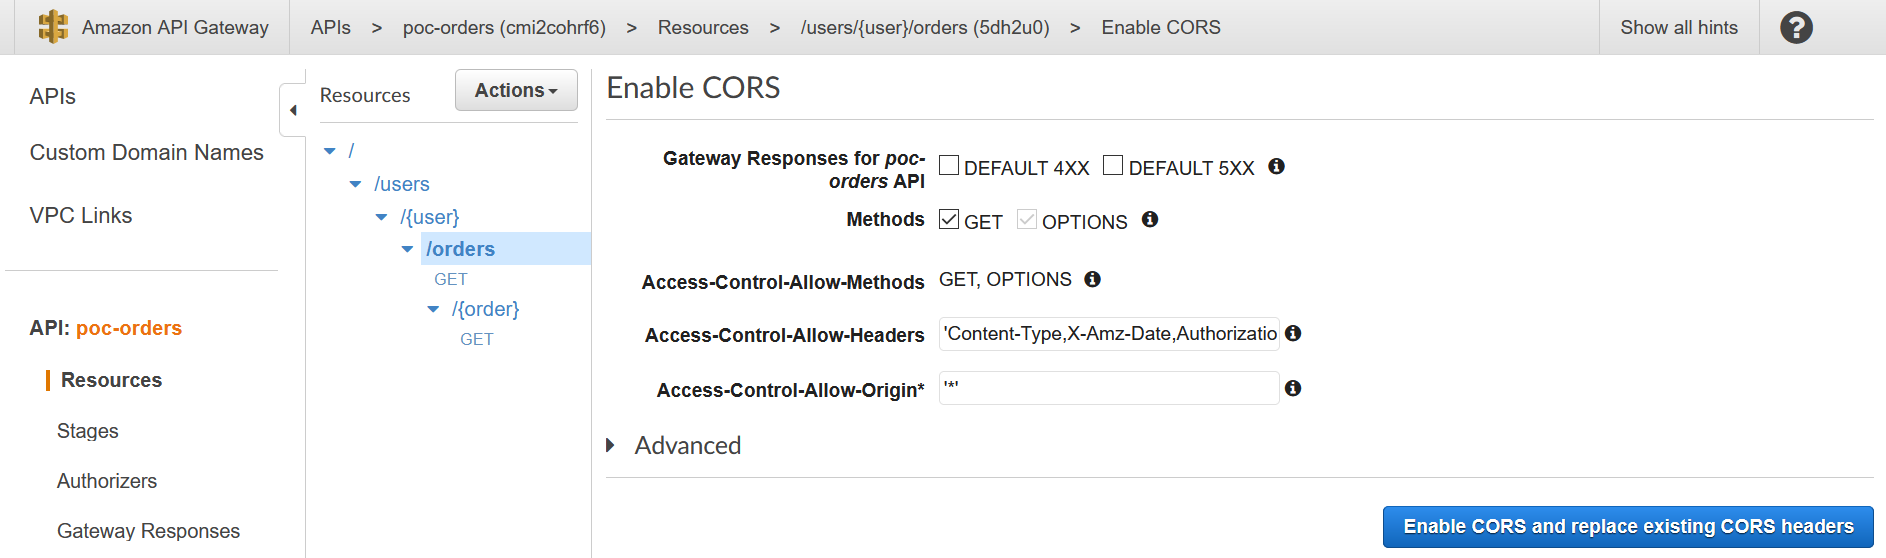 Amazon API Gateway
APIs > poc-orders (cmi2cohrf6) > Resources > /users/{user}/orders (5dh2u0) > Enable CORS
Show all hints
?
APIs
Custom Domain Names
VPC Links
API: poc-orders
Resources
Stages
Authorizers
Gateway Responses
Resources
Actions
/
/users
/{user}
/orders
GET
/{order}
GET
Enable CORS
Gateway Responses for poc-
orders API
DEFAULT 4XX DEFAULT 5XX
Methods GET OPTIONS
Access-Control-Allow-Methods GET, OPTIONS
Access-Control-Allow-Headers 'Content-Type,X-Amz-Date,Authorizatio
Access-Control-Allow-Origin* '*'
Advanced
Enable CORS and replace existing CORS headers